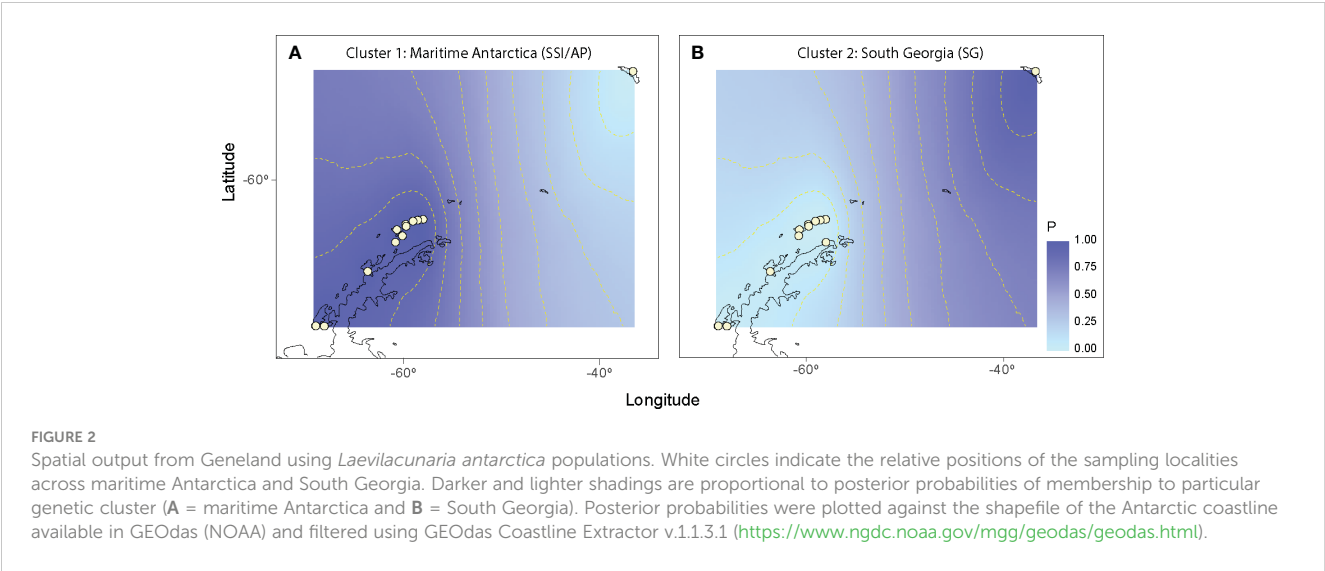 A Cluster 1: Maritime Antarctica (SSI/AP)
B Cluster 2: South Georgia (SG)
Latitude
-60º
P
1.00
0.75
0.50
0.25
0.00
-60º -40º
-60º -40º
Longitude
FIGURE 2
Spatial output from Geneland using Laevilacunaria antarctica populations. White circles indicate the relative positions of the sampling localities
across maritime Antarctica and South Georgia. Darker and lighter shadings are proportional to posterior probabilities of membership to particular
genetic cluster (A = maritime Antarctica and B = South Georgia). Posterior probabilities were plotted against the shapefile of the Antarctic coastline
available in GEOdas (NOAA) and filtered using GEOdas Coastline Extractor v.1.1.3.1 (https://www.ngdc.noaa.gov/mgg/geodas/geodas.html).